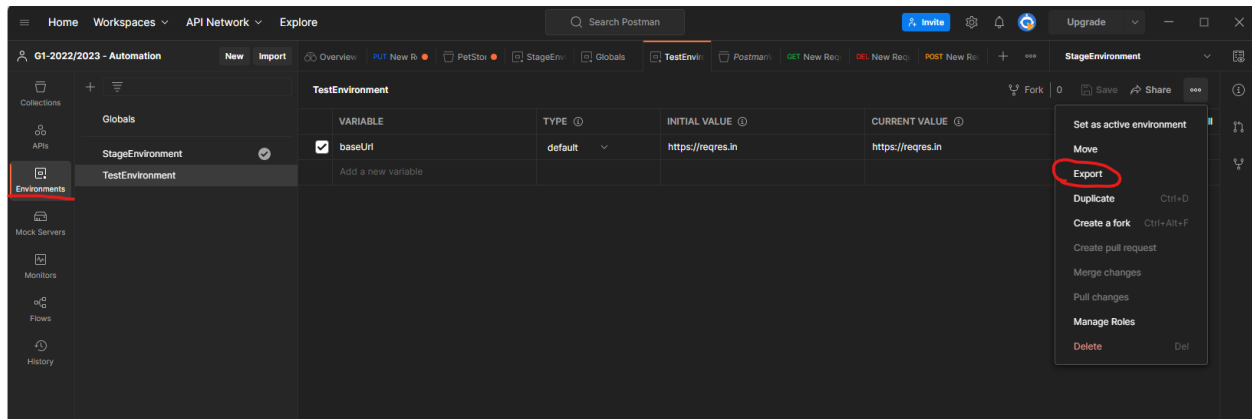 Home Workspaces API Network Explore Search Postman Invite Upgrade
G1-2022/2023 - Automation New Import Overview PUT New R PetStor StageEnv Globals TestEnvin Postman GET New Req DEL New Req POST New Re StageEnvironment
Collections
APIs
Environments
Mock Servers
Monitors
Flows
History
Globals
StageEnvironment
TestEnvironment
TestEnvironment Fork 0 Save Share
VARIABLE TYPE INITIAL VALUE CURRENT VALUE
baseUrl default https://reqres.in https://reqres.in
Add a new variable
Set as active environment
Move
Export
Duplicate Ctrl+D
Create a fork Ctrl+Alt+F
Create pull request
Merge changes
Pull changes
Manage Roles
Delete Del